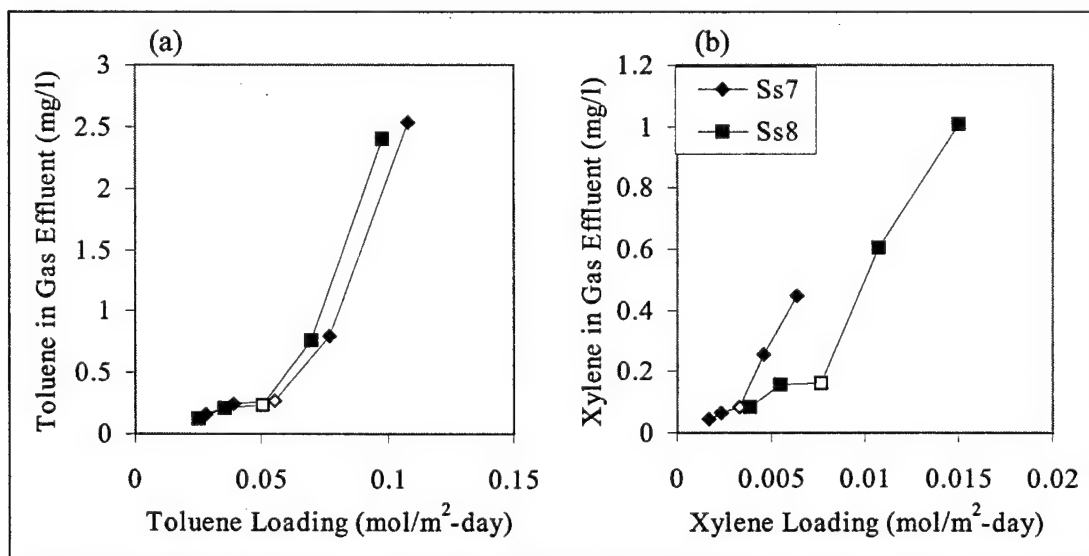 (a)
3
2.5
2
1.5
1
0.5
0
0
0.05
0.1
0.15
Toluene in Gas Effluent (mg/l)
Toluene Loading (mol/m²-day)
(b)
1.2
1
0.8
0.6
0.4
0.2
0
0
0.005
0.01
0.015
0.02
Xylene in Gas Effluent (mg/l)
Xylene Loading (mol/m²-day)
Ss7
Ss8